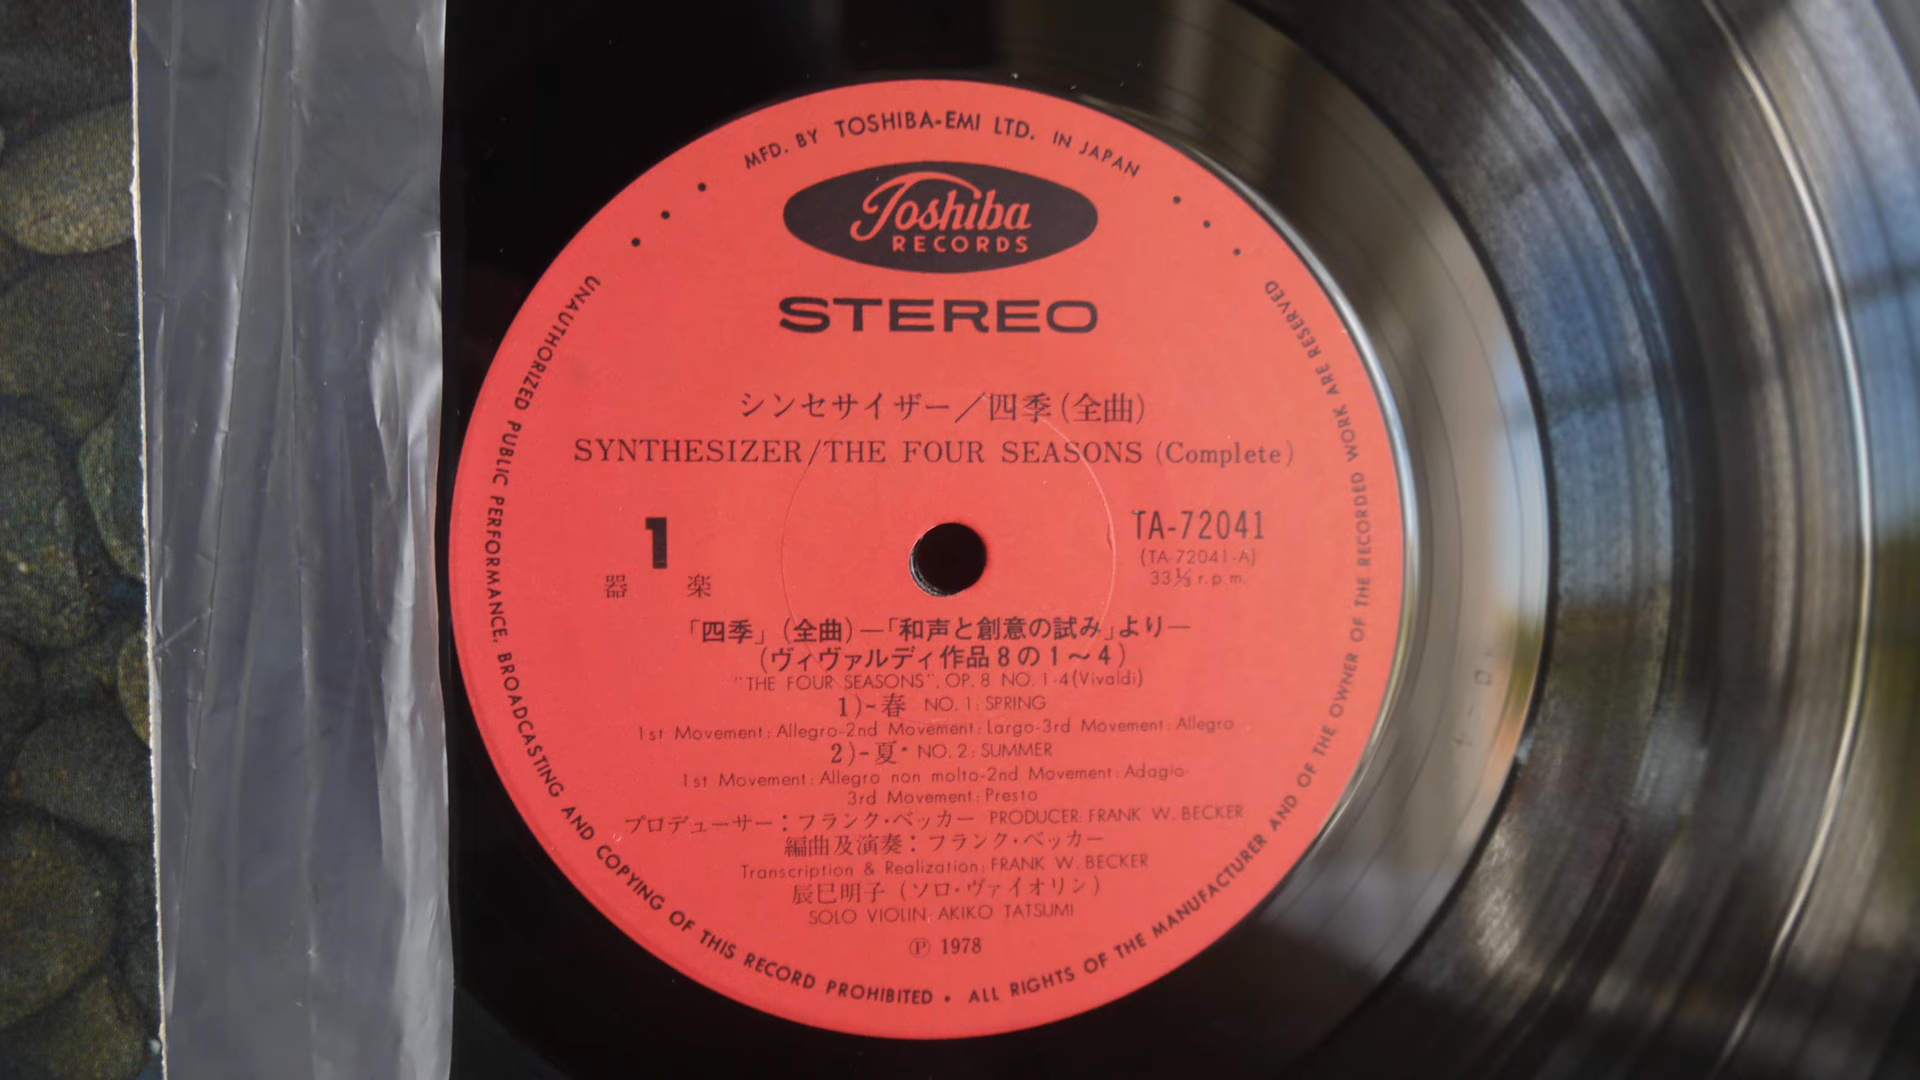 MFD. BY TOSHIBA-EMI LTD. IN JAPAN
Toshiba
RECORDS
STEREO
シンセサイザー／四季(全曲)
SYNTHESIZER/THE FOUR SEASONS (Complete)
1
器 楽
TA-72041
(TA-72041-A)
33⅓ r.p.m.
「四季」(全曲)―「和声と創意の試み」より―
(ヴィヴァルディ作品8の1～4)
"THE FOUR SEASONS", OP. 8 NO. 1-4(Vivaldi)
1)-春 NO. 1: SPRING
1st Movement: Allegro-2nd Movement: Largo-3rd Movement: Allegro
2)-夏・NO. 2: SUMMER
1st Movement: Allegro non molto-2nd Movement: Adagio-
3rd Movement: Presto
プロデューサー：フランク・ベッカー PRODUCER: FRANK W. BECKER
編曲及演奏：フランク・ベッカー
Transcription & Realization: FRANK W. BECKER
辰巳明子 (ソロ・ヴァイオリン)
SOLO VIOLIN: AKIKO TATSUMI
Ⓟ 1978
UNAUTHORIZED PUBLIC PERFORMANCE, BROADCASTING AND COPYING OF THIS RECORD PROHIBITED • ALL RIGHTS OF THE MANUFACTURER AND OF THE OWNER OF THE RECORDED WORK ARE RESERVED